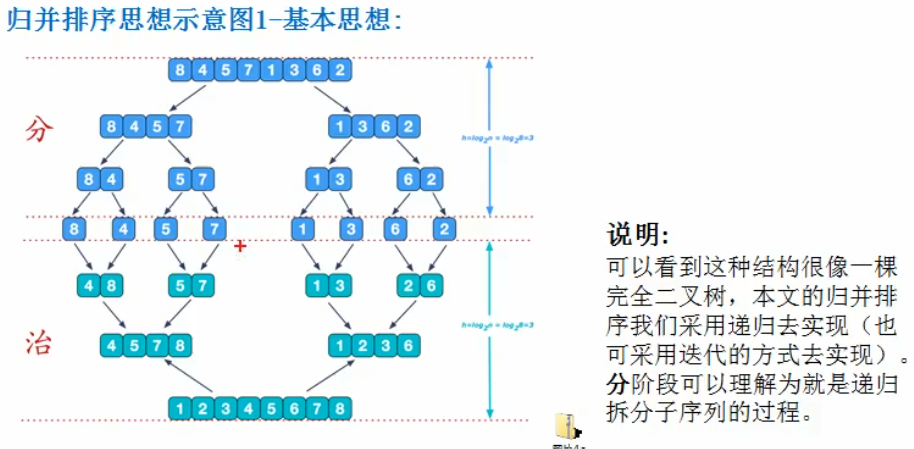 归并排序思想示意图1-基本思想:
8 4 5 7 1 3 6 2
分
8 4 5 7 1 3 6 2
h=log2n = log28=3
8 4 5 7 1 3 6 2
8 4 5 7 1 3 6 2
说明:
可以看到这种结构很像一棵
完全二叉树，本文的归并排
序我们采用递归去实现（也
可采用迭代的方式去实现）。
分阶段可以理解为就是递归
拆分子序列的过程。
4 8 5 7 1 3 2 6
h=log2n = log28=3
治
4 5 7 8 1 2 3 6
1 2 3 4 5 6 7 8